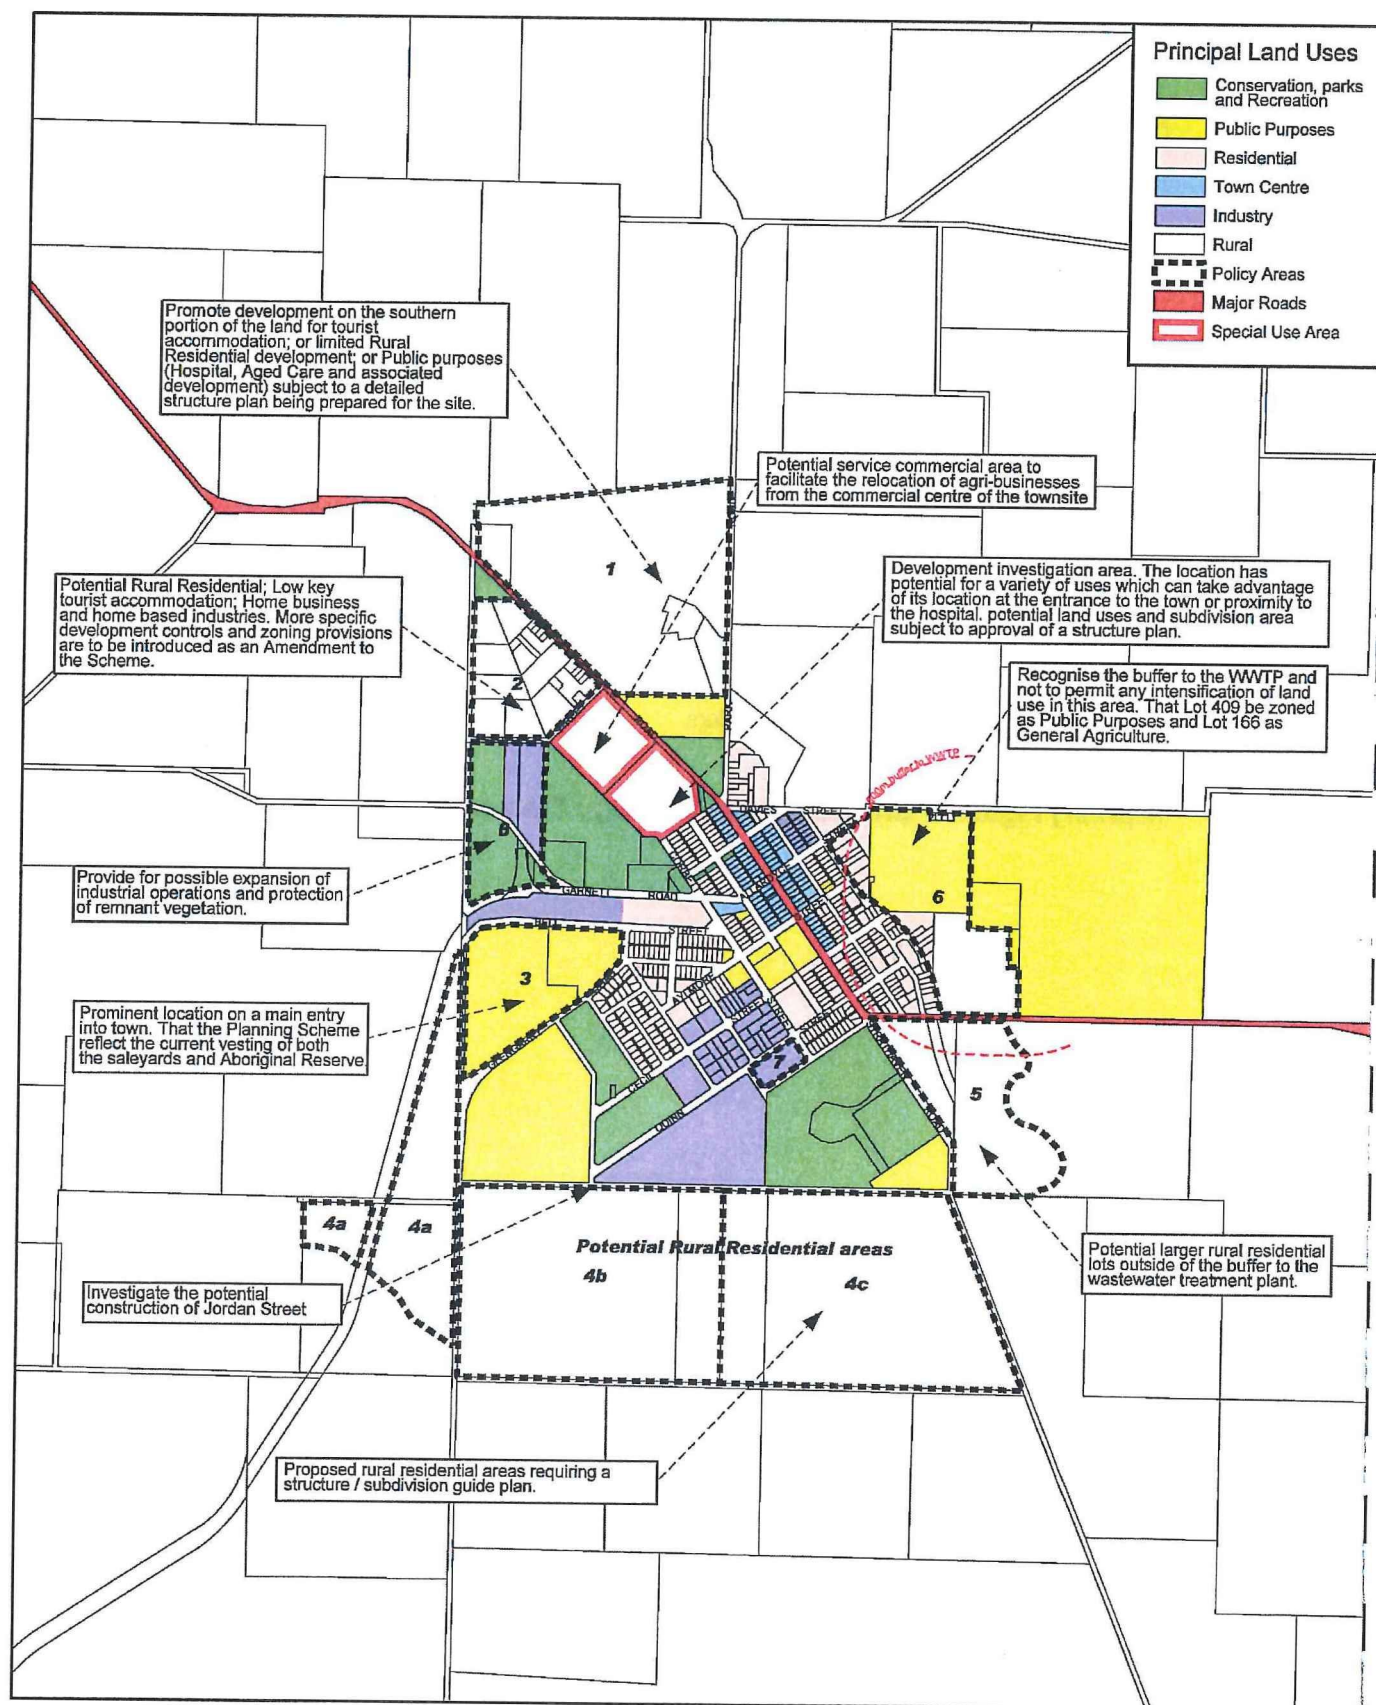 Principal Land Uses
Conservation, parks
and Recreation
Public Purposes
Residential
Town Centre
Industry
Rural
Policy Areas
Major Roads
Special Use Area
Promote development on the southern
portion of the land for tourist
accommodation; or limited Rural
Residential development; or Public purposes
(Hospital, Aged Care and associated
development) subject to a detailed
structure plan being prepared for the site.
Potential service commercial area to
facilitate the relocation of agri-businesses
from the commercial centre of the townsite
Development investigation area. The location has
potential for a variety of uses which can take advantage
of its location at the entrance to the town or proximity to
the hospital. potential land uses and subdivision area
subject to approval of a structure plan.
Potential Rural Residential; Low key
tourist accommodation; Home business
and home based industries. More specific
development controls and zoning provisions
are to be introduced as an Amendment to
the Scheme.
Recognise the buffer to the WWTP and
not to permit any intensification of land
use in this area. That Lot 409 be zoned
as Public Purposes and Lot 166 as
General Agriculture.
1
2
buffer to WWTP
DAVIES STREET
8
Provide for possible expansion of
industrial operations and protection
of remnant vegetation.
GARNETT ROAD
STREET
6
3
AYLMORE
STREET
Prominent location on a main entry
into town. That the Planning Scheme
reflect the current vesting of both
the saleyards and Aboriginal Reserve
7
CECIL
QUINN
ROAD
5
4a
4a
Potential Rural Residential areas
4b
4c
Potential larger rural residential
lots outside of the buffer to the
wastewater treatment plant.
Investigate the potential
construction of Jordan Street
Proposed rural residential areas requiring a
structure / subdivision guide plan.